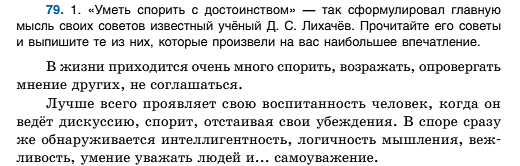 79. 1. «Уметь спорить с достоинством» — так сформулировал главную
мысль своих советов известный учёный Д. С. Лихачёв. Прочитайте его советы
и выпишите те из них, которые произвели на вас наибольшее впечатление.
В жизни приходится очень много спорить, возражать, опровергать
мнение других, не соглашаться.
Лучше всего проявляет свою воспитанность человек, когда он
ведёт дискуссию, спорит, отстаивая свои убеждения. В споре сразу
же обнаруживается интеллигентность, логичность мышления, веж-
ливость, умение уважать людей и... самоуважение.